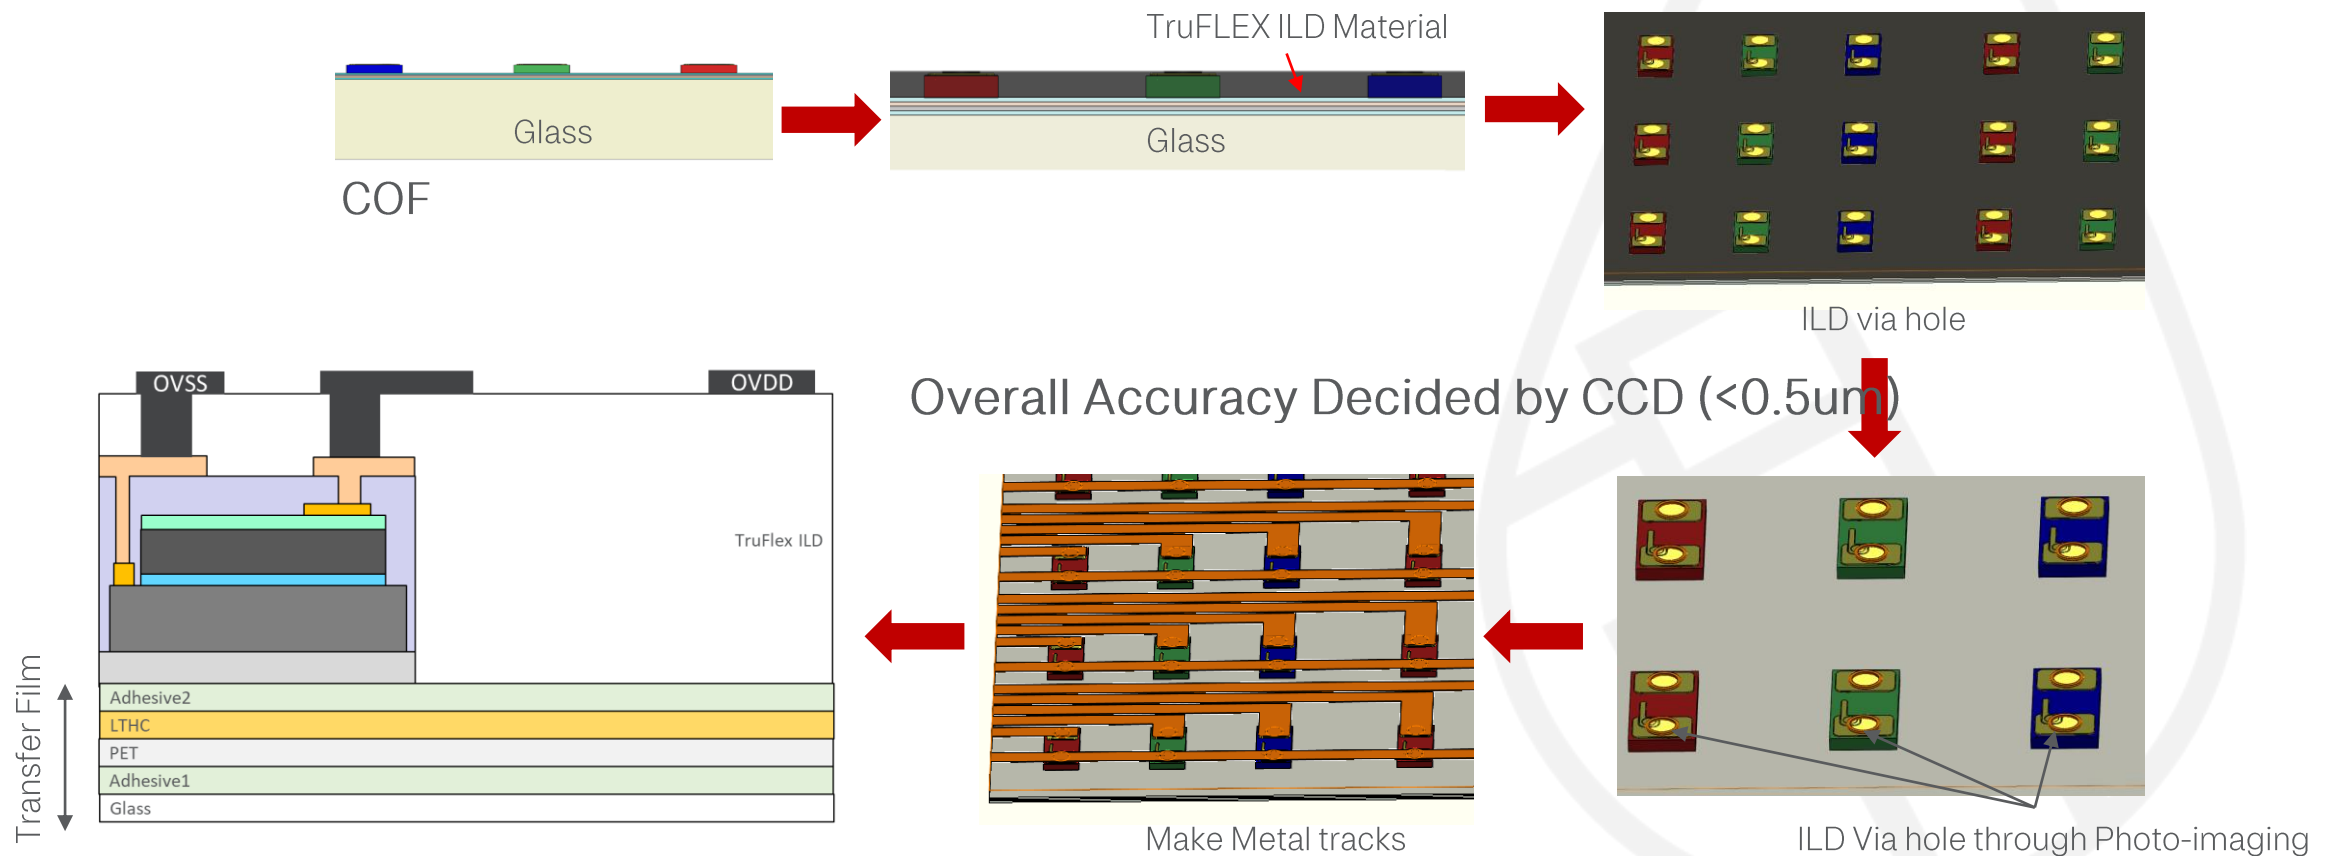 TruFLEX ILD Material
Glass
Glass
COF
ILD via hole
OVSS
OVDD
Overall Accuracy Decided by CCD (<0.5um)
TruFlex ILD
Transfer Film
Adhesive2
LTHC
PET
Adhesive1
Glass
Make Metal tracks
ILD Via hole through Photo-imaging